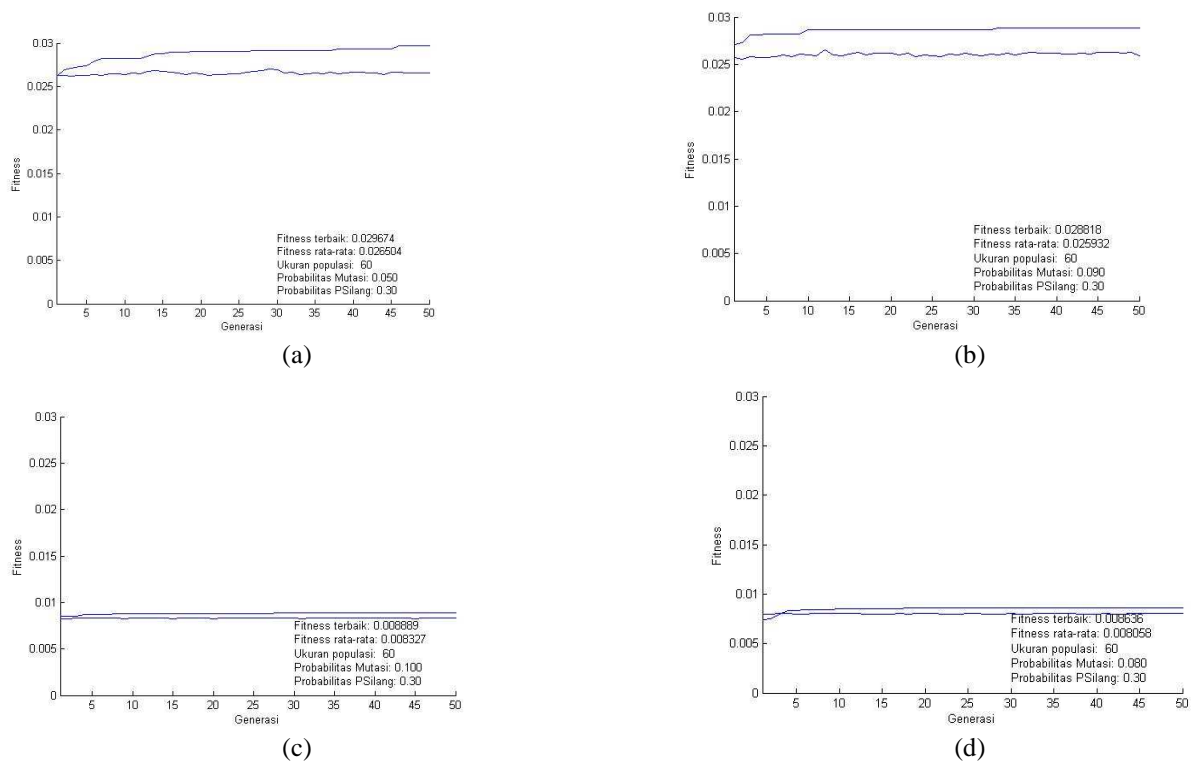 0.03
0.025
0.02
0.015
0.01
0.005
0
Fitness
Fitness terbaik: 0.029674
Fitness rata-rata: 0.026504
Ukuran populasi: 60
Probabilitas Mutasi: 0.050
Probabilitas PSilang: 0.30
5 10 15 20 25 30 35 40 45 50
Generasi
(a)
0.03
0.025
0.02
0.015
0.01
0.005
0
Fitness
Fitness terbaik: 0.028818
Fitness rata-rata: 0.025932
Ukuran populasi: 60
Probabilitas Mutasi: 0.090
Probabilitas PSilang: 0.30
5 10 15 20 25 30 35 40 45 50
Generasi
(b)
0.03
0.025
0.02
0.015
0.01
0.005
0
Fitness
Fitness terbaik: 0.008889
Fitness rata-rata: 0.008327
Ukuran populasi: 60
Probabilitas Mutasi: 0.100
Probabilitas PSilang: 0.30
5 10 15 20 25 30 35 40 45 50
Generasi
(c)
0.03
0.025
0.02
0.015
0.01
0.005
0
Fitness
Fitness terbaik: 0.008636
Fitness rata-rata: 0.008058
Ukuran populasi: 60
Probabilitas Mutasi: 0.080
Probabilitas PSilang: 0.30
5 10 15 20 25 30 35 40 45 50
Generasi
(d)